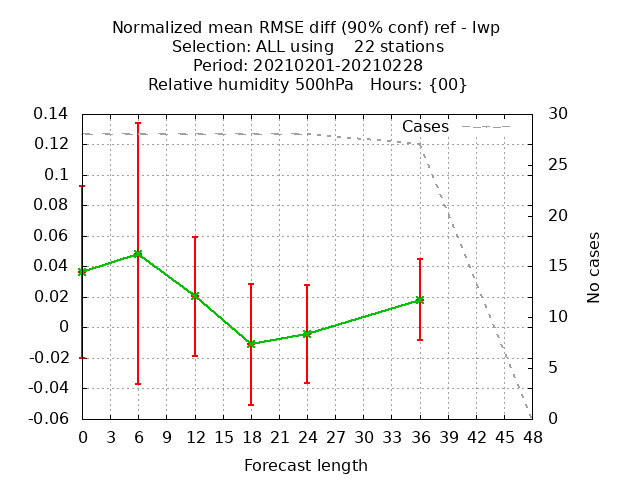 Normalized mean RMSE diff (90% conf) ref - lwp
Selection: ALL using    22 stations
Period: 20210201-20210228
Relative humidity 500hPa   Hours: {00}
Cases
0.14
0.12
0.1
0.08
0.06
0.04
0.02
0
-0.02
-0.04
-0.06
30
25
20
15
10
5
0
No cases
0 3 6 9 12 15 18 21 24 27 30 33 36 39 42 45 48
Forecast length